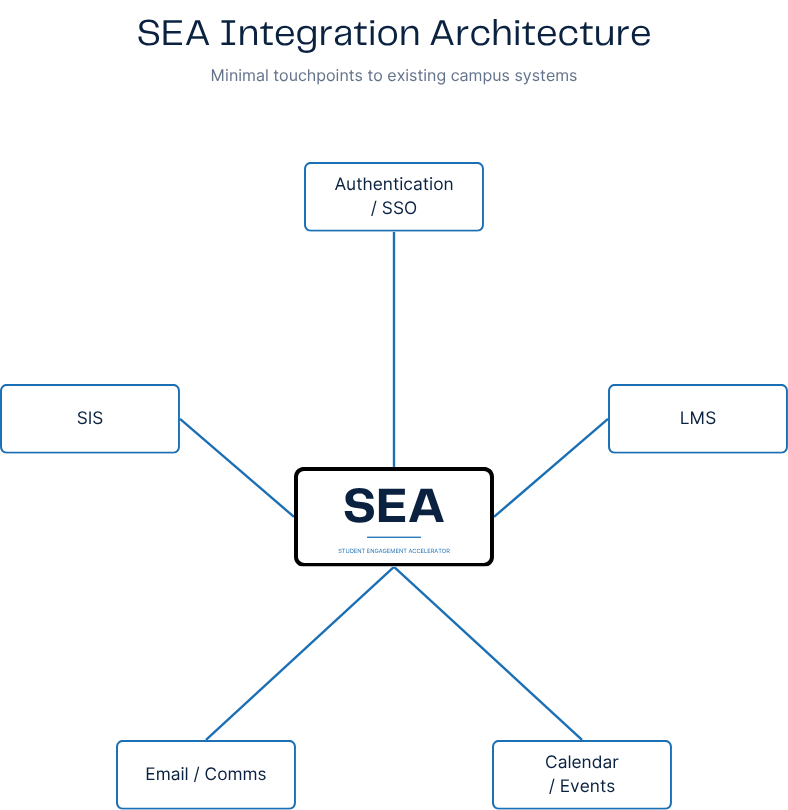 SEA Integration Architecture
Minimal touchpoints to existing campus systems
Authentication
/ SSO
SIS
LMS
SEA
STUDENT ENGAGEMENT ACCELERATOR
Email / Comms
Calendar
/ Events